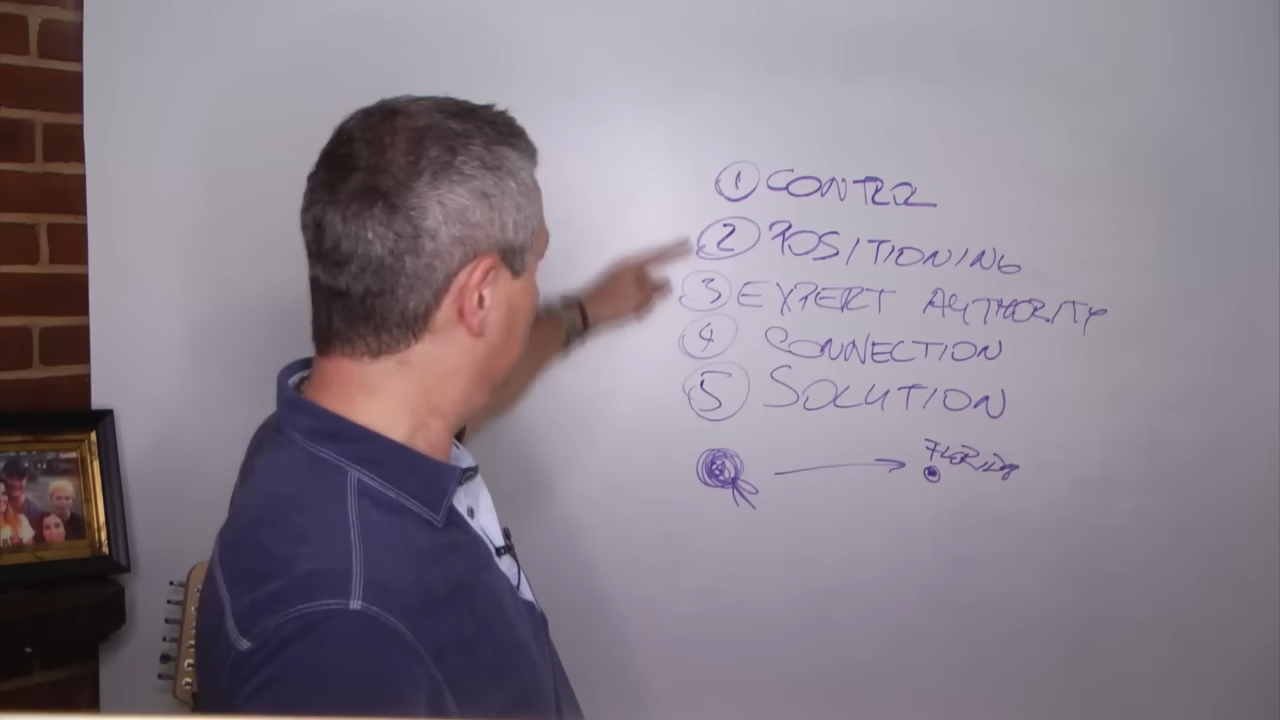 1 CONTROL
2 POSITIONING
3 EXPERT AUTHORITY
4 CONNECTION
5 SOLUTION
FLORIDA